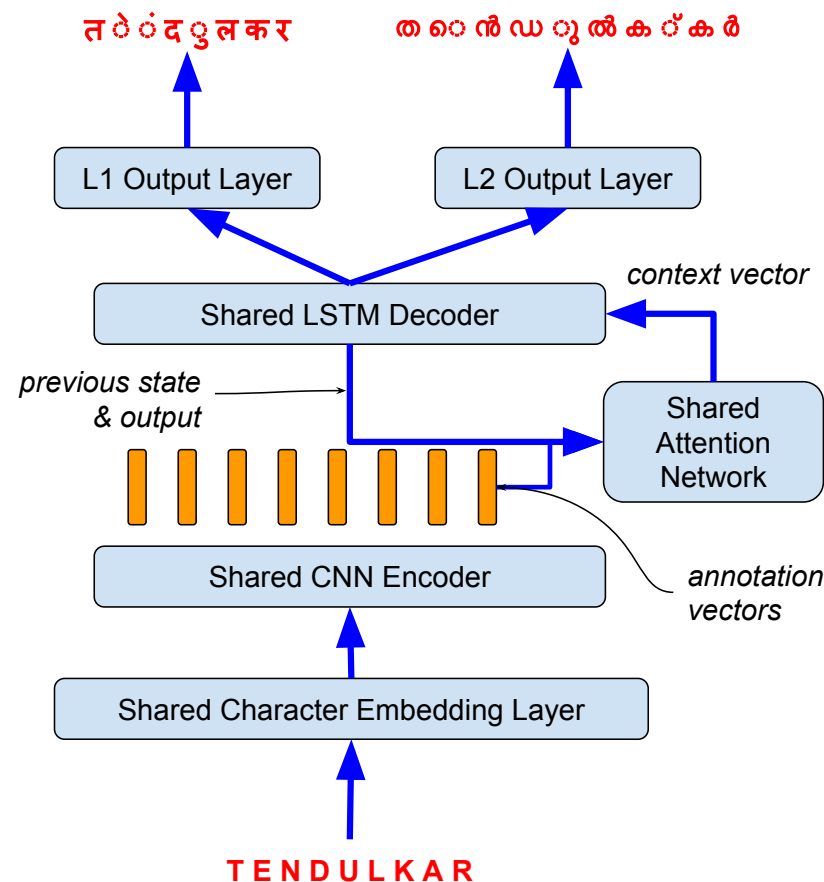 त े ं द ु ल क र
ത െ ൻ ഡ ു ൽ ക ് ക ർ
L1 Output Layer
L2 Output Layer
context vector
Shared LSTM Decoder
previous state
& output
Shared
Attention
Network
Shared CNN Encoder
annotation
vectors
Shared Character Embedding Layer
T E N D U L K A R